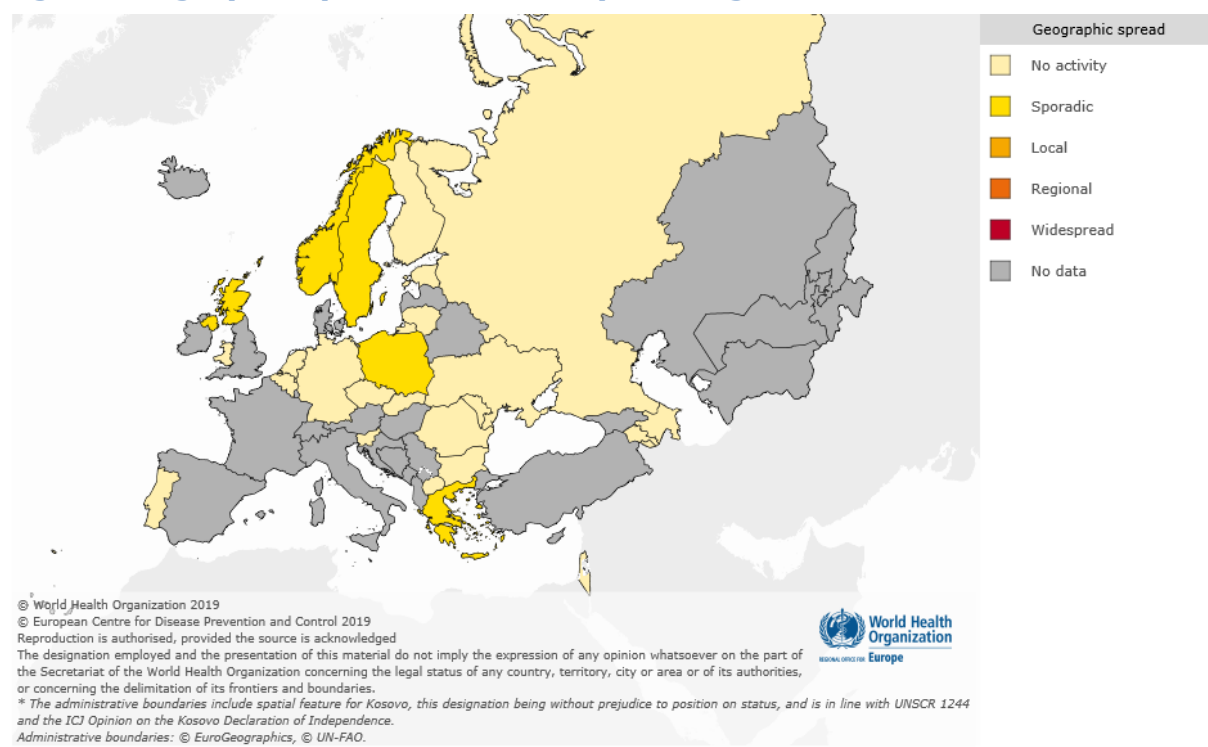 Geographic spread
No activity
Sporadic
Local
Regional
Widespread
No data
© World Health Organization 2019
© European Centre for Disease Prevention and Control 2019
Reproduction is authorised, provided the source is acknowledged
The designation employed and the presentation of this material do not imply the expression of any opinion whatsoever on the part of
the Secretariat of the World Health Organization concerning the legal status of any country, territory, city or area or of its authorities,
or concerning the delimitation of its frontiers and boundaries.
* The administrative boundaries include spatial feature for Kosovo, this designation being without prejudice to position on status, and is in line with UNSCR 1244
and the ICJ Opinion on the Kosovo Declaration of Independence.
Administrative boundaries: © EuroGeographics, © UN-FAO.
World Health
Organization
REGIONAL OFFICE FOR Europe